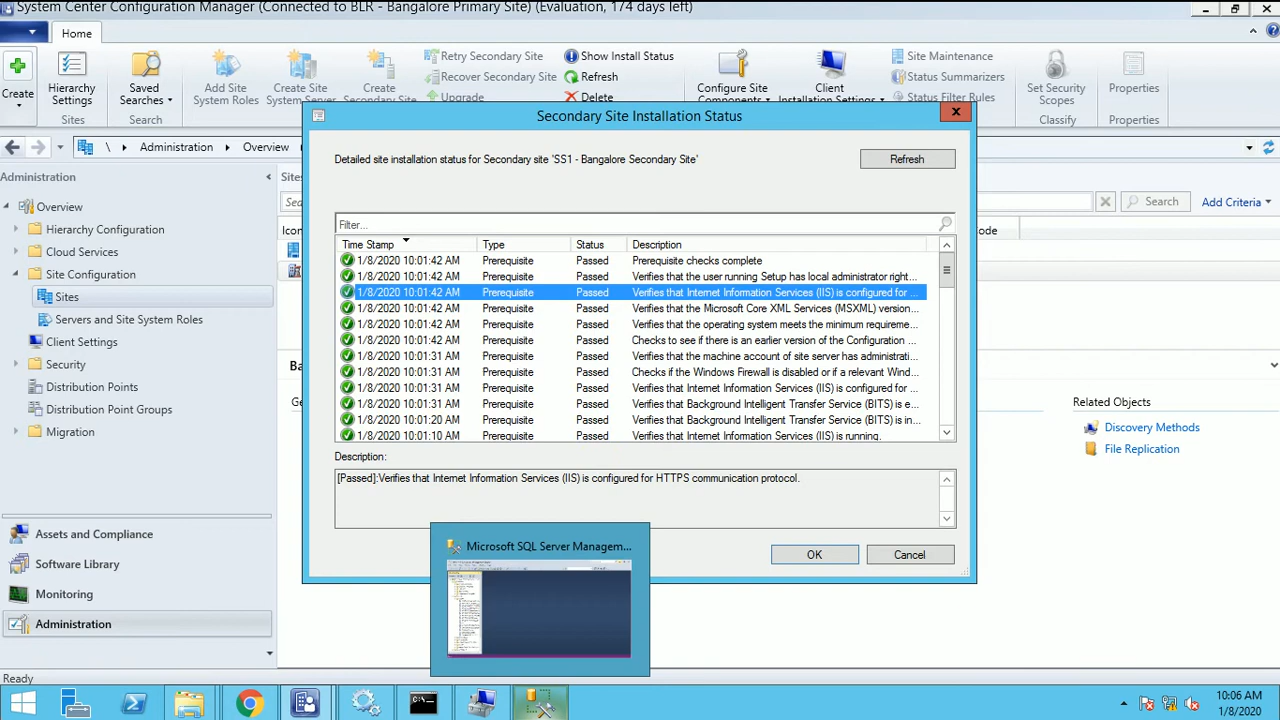 System Center Configuration Manager (Connected to BLR - Bangalore Primary Site) (Evaluation, 174 days left)
Home
Create
Hierarchy Settings
Saved Searches
Add Site System Roles
Create Site System Server
Create Secondary Site
Retry Secondary Site
Recover Secondary Site
Upgrade
Show Install Status
Refresh
Delete
Configure Site Components
Client Installation Settings
Site Maintenance
Status Summarizers
Status Filter Rules
Set Security Scopes
Properties
Sites
Search
Classify
Properties
\ Administration Overview
Administration
Overview
Hierarchy Configuration
Cloud Services
Site Configuration
Sites
Servers and Site System Roles
Client Settings
Security
Distribution Points
Distribution Point Groups
Migration
Assets and Compliance
Software Library
Monitoring
Administration
Ready
Sites
Search
Add Criteria
Secondary Site Installation Status
Detailed site installation status for Secondary site 'SS1 - Bangalore Secondary Site'
Refresh
Filter...
Time Stamp Type Status Description
1/8/2020 10:01:42 AM Prerequisite Passed Prerequisite checks complete
1/8/2020 10:01:42 AM Prerequisite Passed Verifies that the user running Setup has local administrator right...
1/8/2020 10:01:42 AM Prerequisite Passed Verifies that Internet Information Services (IIS) is configured for ...
1/8/2020 10:01:42 AM Prerequisite Passed Verifies that the Microsoft Core XML Services (MSXML) version...
1/8/2020 10:01:42 AM Prerequisite Passed Verifies that the operating system meets the minimum requireme...
1/8/2020 10:01:42 AM Prerequisite Passed Checks to see if there is an earlier version of the Configuration ...
1/8/2020 10:01:31 AM Prerequisite Passed Verifies that the machine account of site server has administrati...
1/8/2020 10:01:31 AM Prerequisite Passed Checks if the Windows Firewall is disabled or if a relevant Wind...
1/8/2020 10:01:31 AM Prerequisite Passed Verifies that Internet Information Services (IIS) is configured for ...
1/8/2020 10:01:31 AM Prerequisite Passed Verifies that Background Intelligent Transfer Service (BITS) is e...
1/8/2020 10:01:20 AM Prerequisite Passed Verifies that Background Intelligent Transfer Service (BITS) is in...
1/8/2020 10:01:10 AM Prerequisite Passed Verifies that Internet Information Services (IIS) is running.
Description:
[Passed]:Verifies that Internet Information Services (IIS) is configured for HTTPS communication protocol.
OK
Cancel
Microsoft SQL Server Managem...
Related Objects
Discovery Methods
File Replication
10:06 AM
1/8/2020